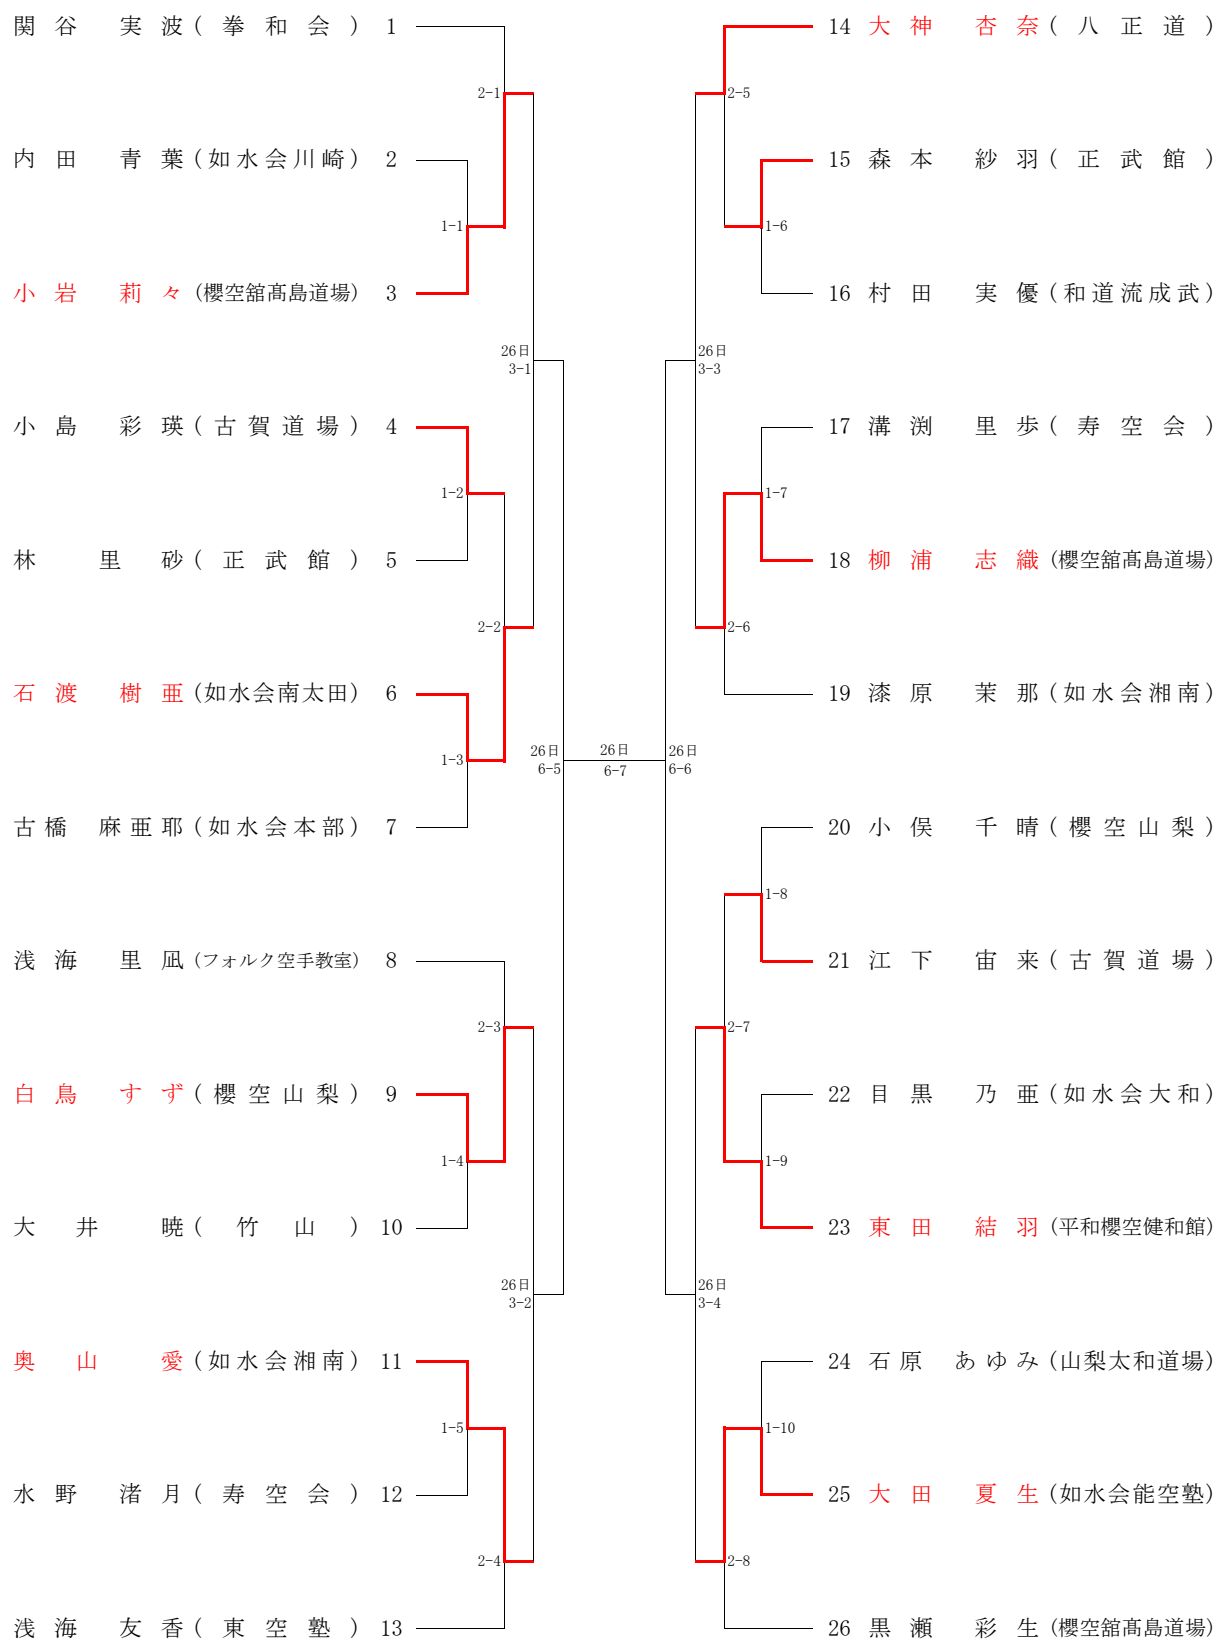 関谷 実波(拳和会) 1
2-1
内田 青葉(如水会川崎) 2
1-1
小岩 莉々(櫻空舘髙島道場) 3
26日
3-1
小島 彩瑛(古賀道場) 4
1-2
林 里砂(正武館) 5
2-2
石渡 樹亜(如水会南太田) 6
1-3
26日
6-5
古橋 麻亜耶(如水会本部) 7
浅海 里凪(フォルク空手教室) 8
2-3
白鳥 すず(櫻空山梨) 9
1-4
大井 暁(竹山) 10
26日
3-2
奥山 愛(如水会湘南) 11
1-5
水野 渚月(寿空会) 12
2-4
浅海 友香(東空塾) 13
26日
6-7
14 大神 杏奈(八正道)
2-5
15 森本 紗羽(正武館)
1-6
16 村田 実優(和道流成武)
26日
3-3
17 溝渕 里歩(寿空会)
1-7
18 柳浦 志織(櫻空舘髙島道場)
2-6
19 漆原 茉那(如水会湘南)
26日
6-6
20 小俣 千晴(櫻空山梨)
1-8
21 江下 宙来(古賀道場)
2-7
22 目黒 乃亜(如水会大和)
1-9
23 東田 結羽(平和櫻空健和館)
26日
3-4
24 石原 あゆみ(山梨太和道場)
1-10
25 大田 夏生(如水会能空塾)
2-8
26 黒瀬 彩生(櫻空舘髙島道場)